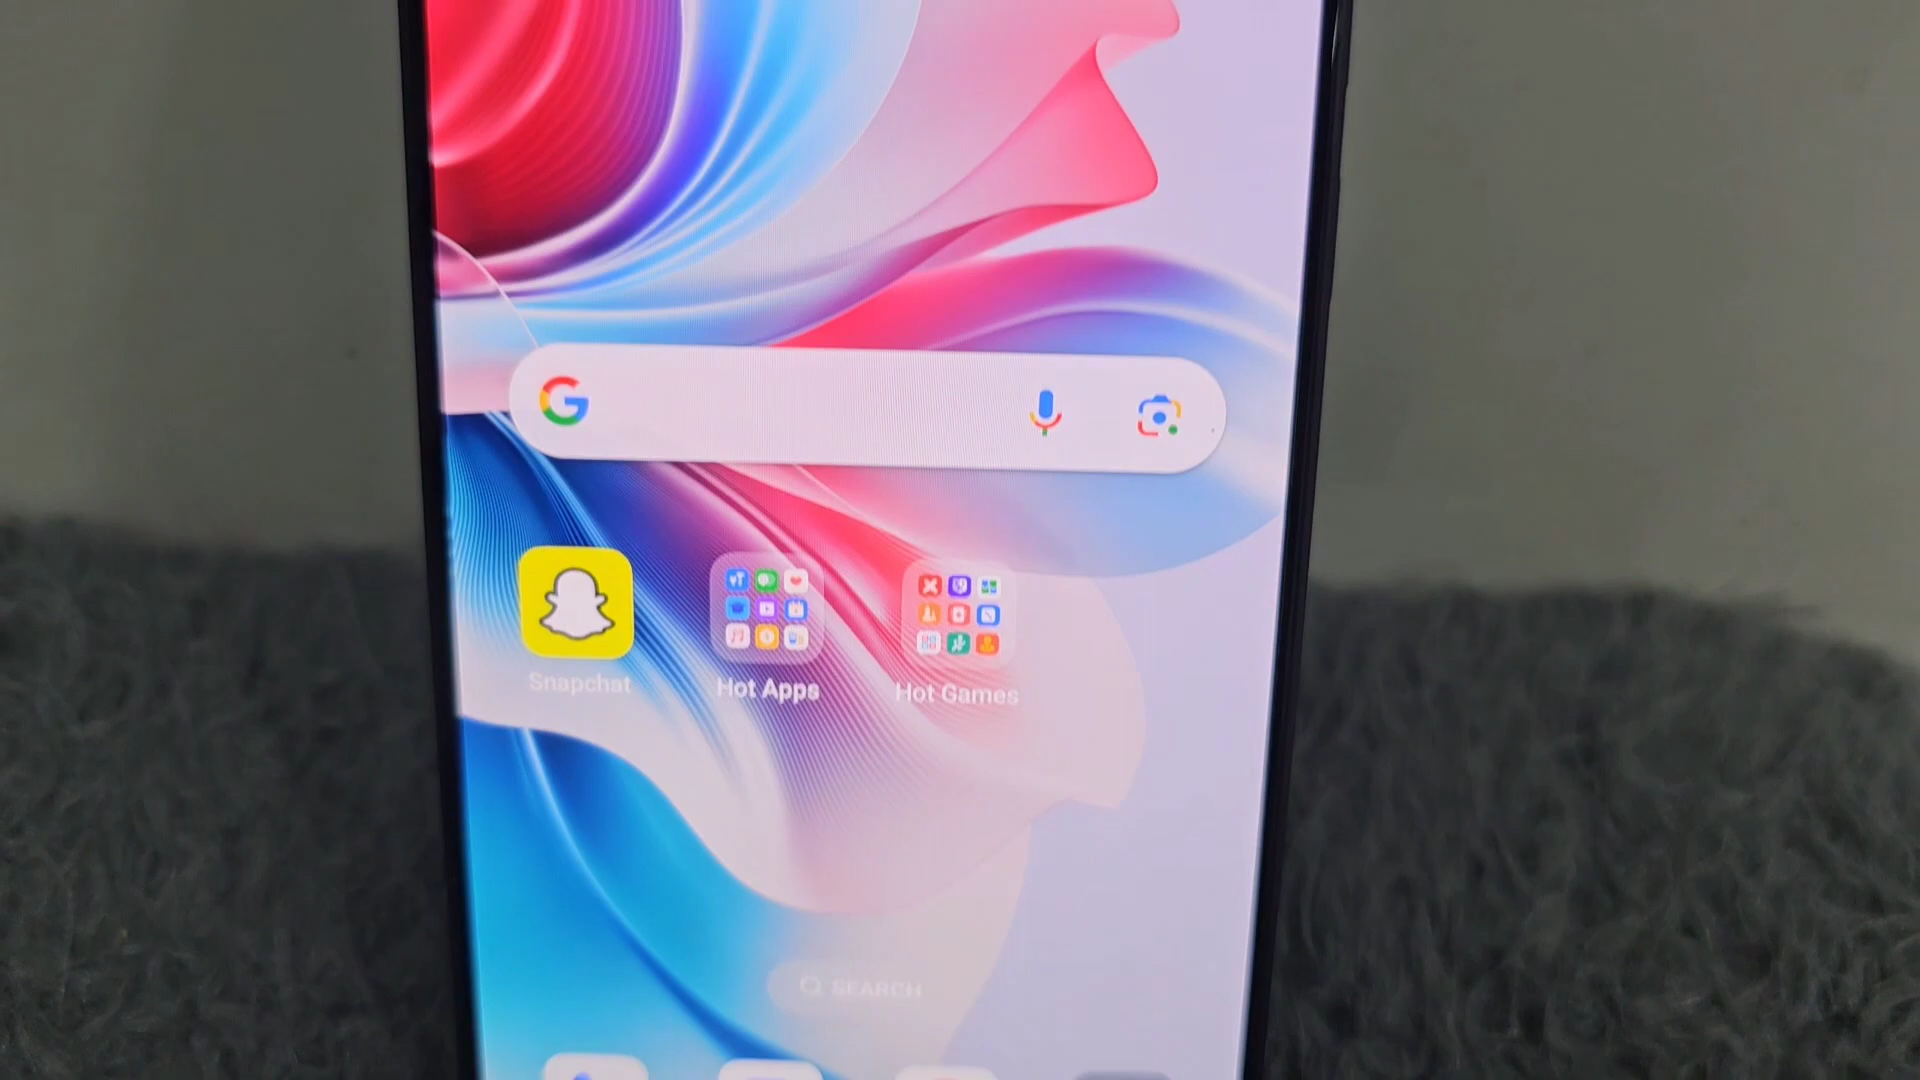 G
Snapchat
Hot Apps
Hot Games
SEARCH